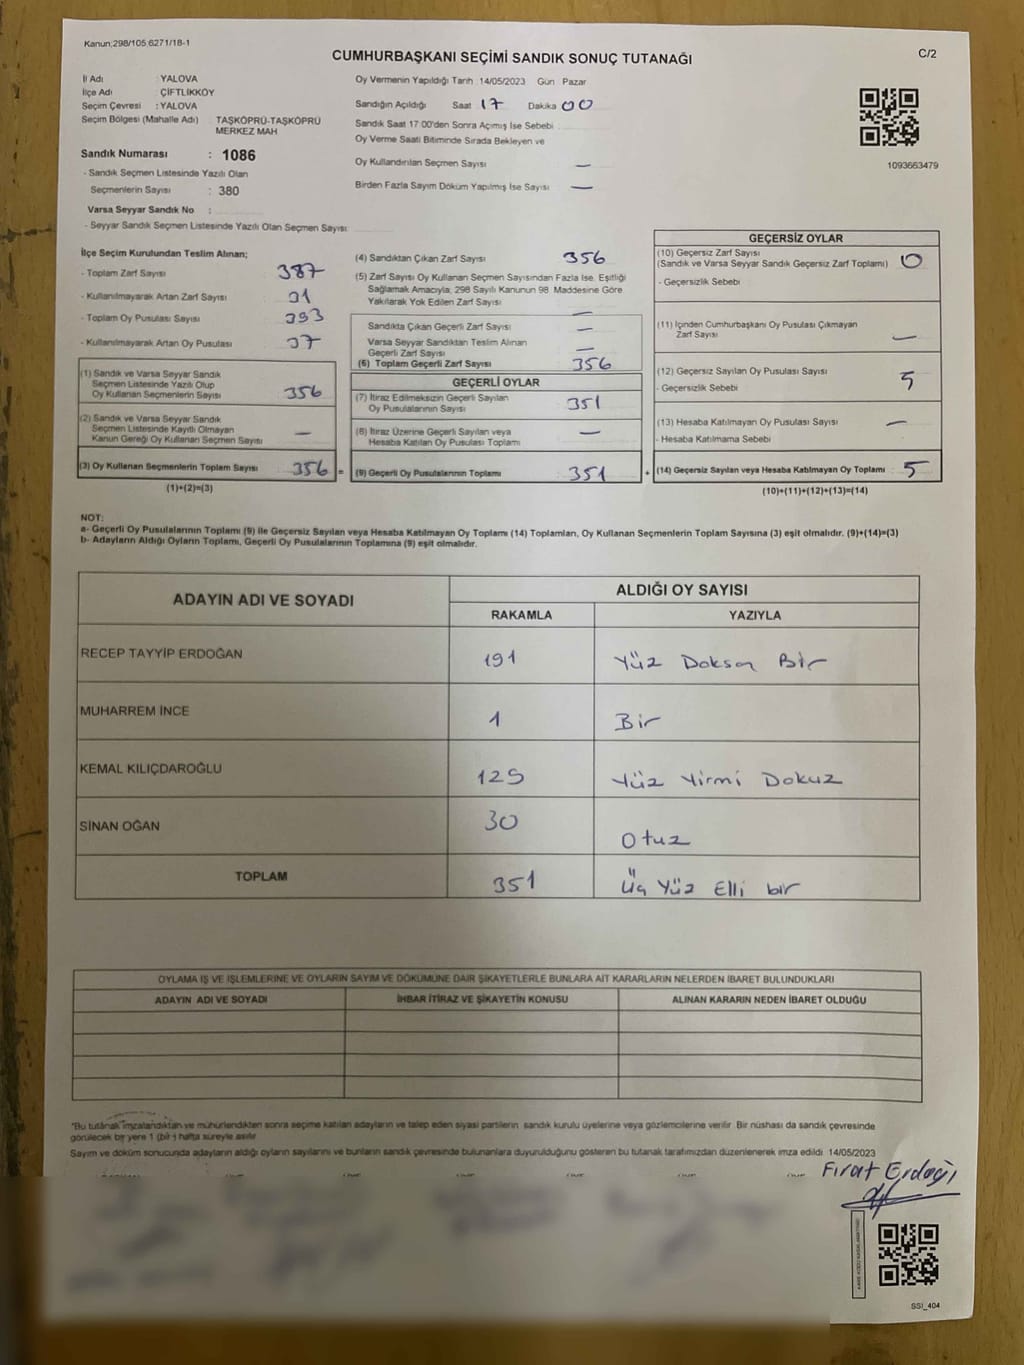 Kanun;298/105,6271/18-1
C/2
CUMHURBAŞKANI SEÇİMİ SANDIK SONUÇ TUTANAĞI
İl Adı : YALOVA
İlçe Adı : ÇİFTLİKKÖY
Seçim Çevresi : YALOVA
Seçim Bölgesi (Mahalle Adı) TAŞKÖPRÜ-TAŞKÖPRÜ
MERKEZ MAH
Sandık Numarası : 1086
- Sandık Seçmen Listesinde Yazılı Olan
Seçmenlerin Sayısı : 380
Varsa Seyyar Sandık No :
- Seyyar Sandık Seçmen Listesinde Yazılı Olan Seçmen Sayısı:
Oy Vermenin Yapıldığı Tarih :14/05/2023 Gün Pazar
Sandığın Açıldığı Saat 17 Dakika 00
Sandık Saat 17:00'den Sonra Açımış İse Sebebi
Oy Verme Saati Bitiminde Sırada Bekleyen ve
Oy Kullandırılan Seçmen Sayısı —
Birden Fazla Sayım Döküm Yapılmış İse Sayısı —
1093663479
İlçe Seçim Kurulundan Teslim Alınan;
- Toplam Zarf Sayısı 387
- Kullanılmayarak Artan Zarf Sayısı 31
- Toplam Oy Pusulası Sayısı 393
- Kullanılmayarak Artan Oy Pusulası 37
(1) Sandık ve Varsa Seyyar Sandık
Seçmen Listesinde Yazılı Olup
Oy Kullanan Seçmenlerin Sayısı 356
(2) Sandık ve Varsa Seyyar Sandık
Seçmen Listesinde Kayıtlı Olmayan
Kanun Gereği Oy Kullanan Seçmen Sayısı —
(3) Oy Kullanan Seçmenlerin Toplam Sayısı 356 =
(1)+(2)=(3)
(4) Sandıktan Çıkan Zarf Sayısı 356
(5) Zarf Sayısı Oy Kullanan Seçmen Sayısından Fazla İse, Eşitliği
Sağlamak Amacıyla, 298 Sayılı Kanunun 98. Maddesine Göre
Yakılarak Yok Edilen Zarf Sayısı —
Sandıkta Çıkan Geçerli Zarf Sayısı —
Varsa Seyyar Sandıktan Teslim Alınan
Geçerli Zarf Sayısı —
(6) Toplam Geçerli Zarf Sayısı 356
GEÇERLİ OYLAR
(7) İtiraz Edilmeksizin Geçerli Sayılan
Oy Pusulalarının Sayısı 351
(8) İtiraz Üzerine Geçerli Sayılan veya
Hesaba Katılan Oy Pusulası Toplamı —
(9) Geçerli Oy Pusulalarının Toplamı 351 +
GEÇERSİZ OYLAR
(10) Geçersiz Zarf Sayısı
(Sandık ve Varsa Seyyar Sandık Geçersiz Zarf Toplamı) 0
- Geçersizlik Sebebi
(11) İçinden Cumhurbaşkanı Oy Pusulası Çıkmayan
Zarf Sayısı —
(12) Geçersiz Sayılan Oy Pusulası Sayısı 5
- Geçersizlik Sebebi
(13) Hesaba Katılmayan Oy Pusulası Sayısı —
- Hesaba Katılmama Sebebi
(14) Geçersiz Sayılan veya Hesaba Katılmayan Oy Toplamı 5
(10)+(11)+(12)+(13)=(14)
NOT:
a- Geçerli Oy Pusulalarının Toplamı (9) ile Geçersiz Sayılan veya Hesaba Katılmayan Oy Toplamı (14) Toplamları, Oy Kullanan Seçmenlerin Toplam Sayısına (3) eşit olmalıdır. (9)+(14)=(3)
b- Adayların Aldığı Oyların Toplamı, Geçerli Oy Pusulalarının Toplamına (9) eşit olmalıdır.
ADAYIN ADI VE SOYADI
ALDIĞI OY SAYISI
RAKAMLA YAZIYLA
RECEP TAYYİP ERDOĞAN 191 Yüz Doksan Bir
MUHARREM İNCE 1 Bir
KEMAL KILIÇDAROĞLU 129 Yüz Yirmi Dokuz
SİNAN OĞAN 30 Otuz
TOPLAM 351 Üç Yüz Elli bir
OYLAMA İŞ VE İŞLEMLERİNE VE OYLARIN SAYIM VE DÖKÜMÜNE DAİR ŞİKAYETLERLE BUNLARA AİT KARARLARIN NELERDEN İBARET BULUNDUKLARI
ADAYIN ADI VE SOYADI İHBAR İTİRAZ VE ŞİKAYETİN KONUSU ALINAN KARARIN NEDEN İBARET OLDUĞU
"Bu tutanak imzalandıktan ve mühürlendikten sonra seçime katılan adayların ve talep eden siyasi partilerin sandık kurulu üyelerine veya gözlemcilerine verilir. Bir nüshası da sandık çevresinde
görülecek bir yere 1 (bir) hafta süreyle asılır.
Sayım ve döküm sonucunda adayların aldığı oyların sayılarını ve bunların sandık çevresinde bulunanlara duyurulduğunu gösteren bu tutanak tarafımızdan düzenlenerek imza edildi. 14/05/2023
Fırat Erdoğı
SSI_404